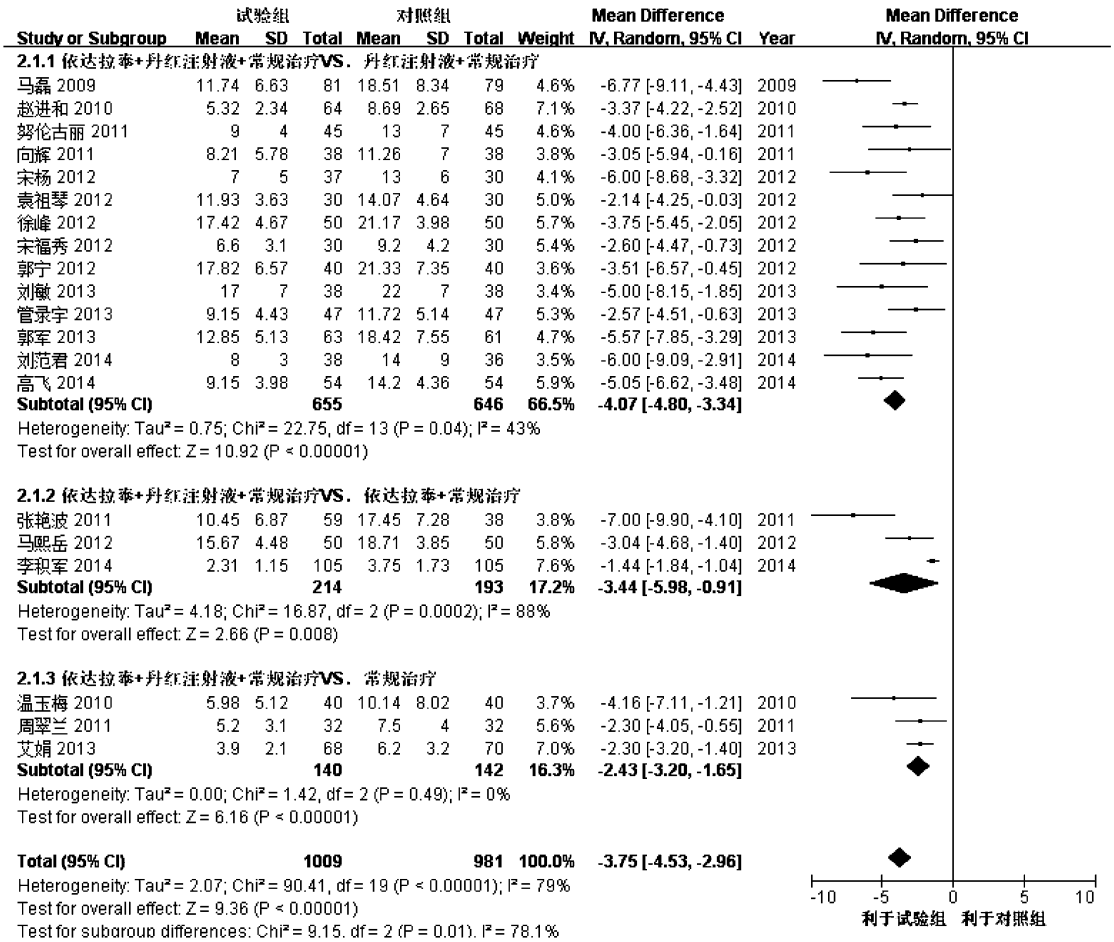 试验组 对照组 Mean Difference Mean Difference
Study or Subgroup Mean SD Total Mean SD Total Weight IV, Random, 95% CI Year IV, Random, 95% CI
2.1.1 依达拉奉+丹红注射液+常规治疗VS. 丹红注射液+常规治疗
马磊 2009 11.74 6.63 81 18.51 8.34 79 4.6% -6.77 [-9.11, -4.43] 2009
赵进和 2010 5.32 2.34 64 8.69 2.65 68 7.1% -3.37 [-4.22, -2.52] 2010
努伦古丽 2011 9 4 45 13 7 45 4.6% -4.00 [-6.36, -1.64] 2011
向辉 2011 8.21 5.78 38 11.26 7 38 3.8% -3.05 [-5.94, -0.16] 2011
宋杨 2012 7 5 37 13 6 30 4.1% -6.00 [-8.68, -3.32] 2012
袁祖琴 2012 11.93 3.63 30 14.07 4.64 30 5.0% -2.14 [-4.25, -0.03] 2012
徐峰 2012 17.42 4.67 50 21.17 3.98 50 5.7% -3.75 [-5.45, -2.05] 2012
宋福秀 2012 6.6 3.1 30 9.2 4.2 30 5.4% -2.60 [-4.47, -0.73] 2012
郭宁 2012 17.82 6.57 40 21.33 7.35 40 3.6% -3.51 [-6.57, -0.45] 2012
刘敏 2013 17 7 38 22 7 38 3.4% -5.00 [-8.15, -1.85] 2013
管录宇 2013 9.15 4.43 47 11.72 5.14 47 5.3% -2.57 [-4.51, -0.63] 2013
郭军 2013 12.85 5.13 63 18.42 7.55 61 4.7% -5.57 [-7.85, -3.29] 2013
刘范君 2014 8 3 38 14 9 36 3.5% -6.00 [-9.09, -2.91] 2014
高飞 2014 9.15 3.98 54 14.2 4.36 54 5.9% -5.05 [-6.62, -3.48] 2014
Subtotal (95% CI) 655 646 66.5% -4.07 [-4.80, -3.34]
Heterogeneity: Tau² = 0.75; Chi² = 22.75, df = 13 (P = 0.04); I² = 43%
Test for overall effect: Z = 10.92 (P < 0.00001)
2.1.2 依达拉奉+丹红注射液+常规治疗VS. 依达拉奉+常规治疗
张艳波 2011 10.45 6.87 59 17.45 7.28 38 3.8% -7.00 [-9.90, -4.10] 2011
马熙岳 2012 15.67 4.48 50 18.71 3.85 50 5.8% -3.04 [-4.68, -1.40] 2012
李积军 2014 2.31 1.15 105 3.75 1.73 105 7.6% -1.44 [-1.84, -1.04] 2014
Subtotal (95% CI) 214 193 17.2% -3.44 [-5.98, -0.91]
Heterogeneity: Tau² = 4.18; Chi² = 16.87, df = 2 (P = 0.0002); I² = 88%
Test for overall effect: Z = 2.66 (P = 0.008)
2.1.3 依达拉奉+丹红注射液+常规治疗VS. 常规治疗
温玉梅 2010 5.98 5.12 40 10.14 8.02 40 3.7% -4.16 [-7.11, -1.21] 2010
周翠兰 2011 5.2 3.1 32 7.5 4 32 5.6% -2.30 [-4.05, -0.55] 2011
艾娟 2013 3.9 2.1 68 6.2 3.2 70 7.0% -2.30 [-3.20, -1.40] 2013
Subtotal (95% CI) 140 142 16.3% -2.43 [-3.20, -1.65]
Heterogeneity: Tau² = 0.00; Chi² = 1.42, df = 2 (P = 0.49); I² = 0%
Test for overall effect: Z = 6.16 (P < 0.00001)
Total (95% CI) 1009 981 100.0% -3.75 [-4.53, -2.96]
Heterogeneity: Tau² = 2.07; Chi² = 90.41, df = 19 (P < 0.00001); I² = 79%
Test for overall effect: Z = 9.36 (P < 0.00001)
Test for subgroup differences: Chi² = 9.15, df = 2 (P = 0.01), I² = 78.1%
-10 -5 0 5 10
利于试验组 利于对照组